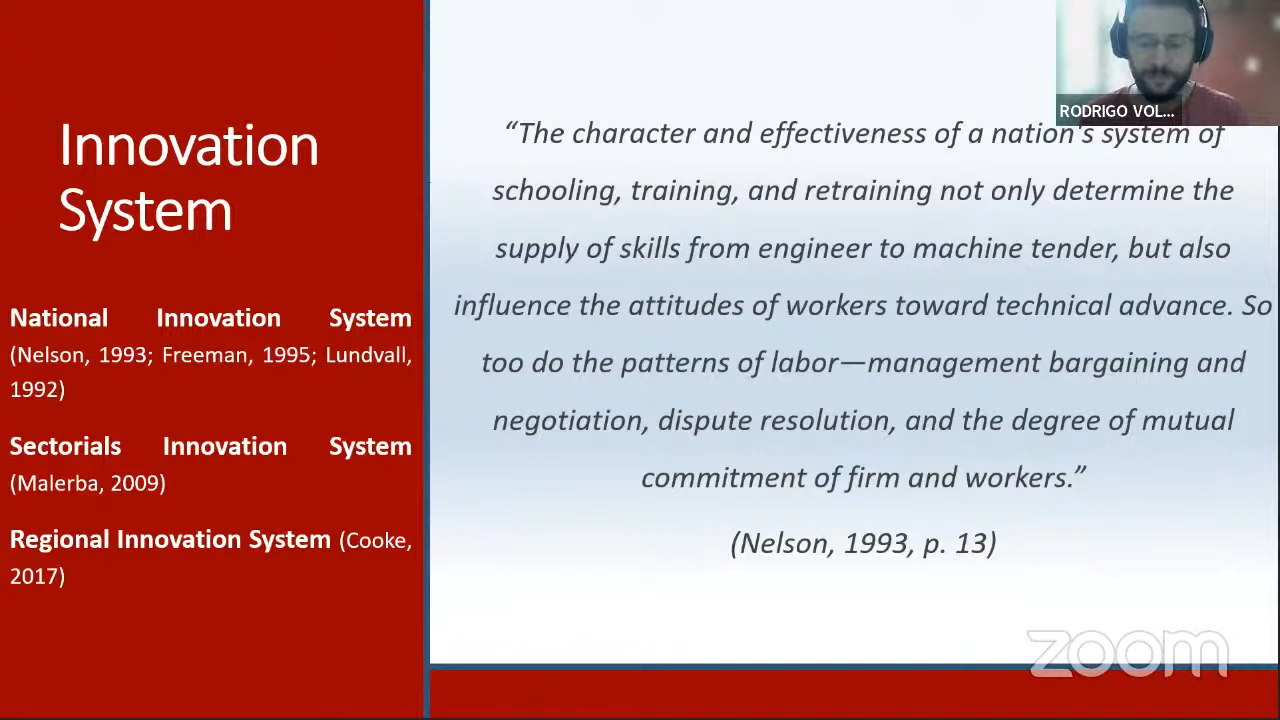 Innovation
System
National Innovation System
(Nelson, 1993; Freeman, 1995; Lundvall,
1992)
Sectorials Innovation System
(Malerba, 2009)
Regional Innovation System (Cooke,
2017)
RODRIGO VOL...
“The character and effectiveness of a nation's system of
schooling, training, and retraining not only determine the
supply of skills from engineer to machine tender, but also
influence the attitudes of workers toward technical advance. So
too do the patterns of labor—management bargaining and
negotiation, dispute resolution, and the degree of mutual
commitment of firm and workers.”
(Nelson, 1993, p. 13)
zoom